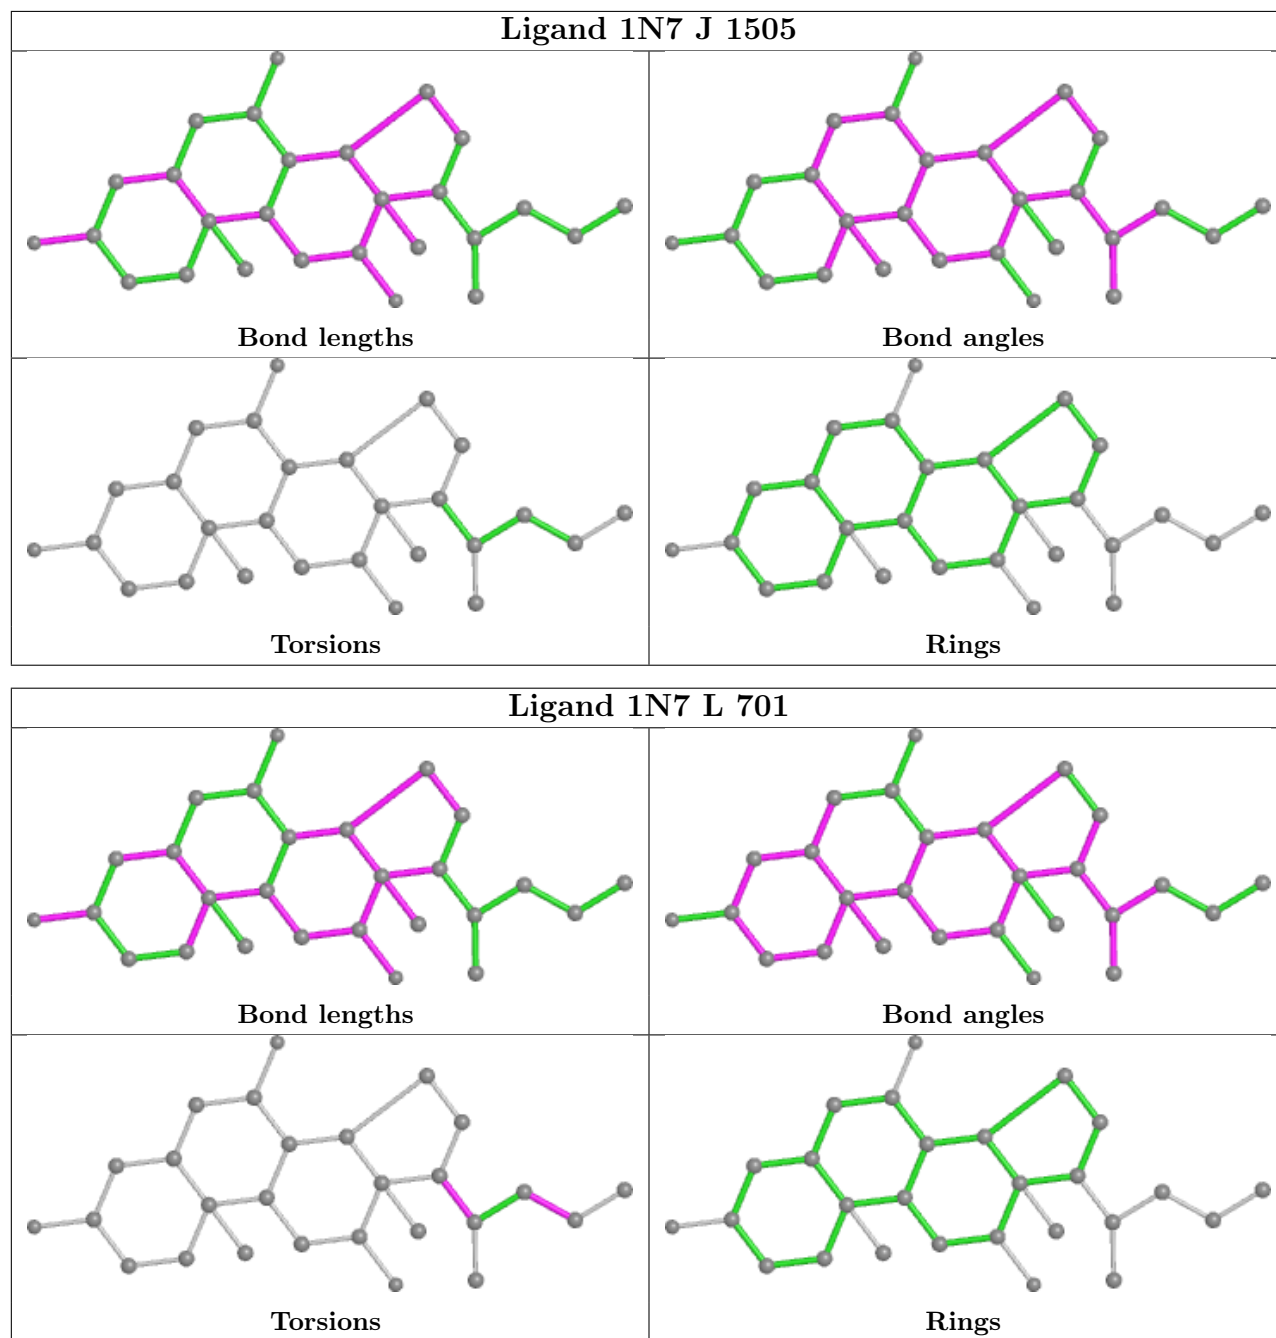 Ligand 1N7 J 1505
Bond lengths
Bond angles
Torsions
Rings
Ligand 1N7 L 701
Bond lengths
Bond angles
Torsions
Rings